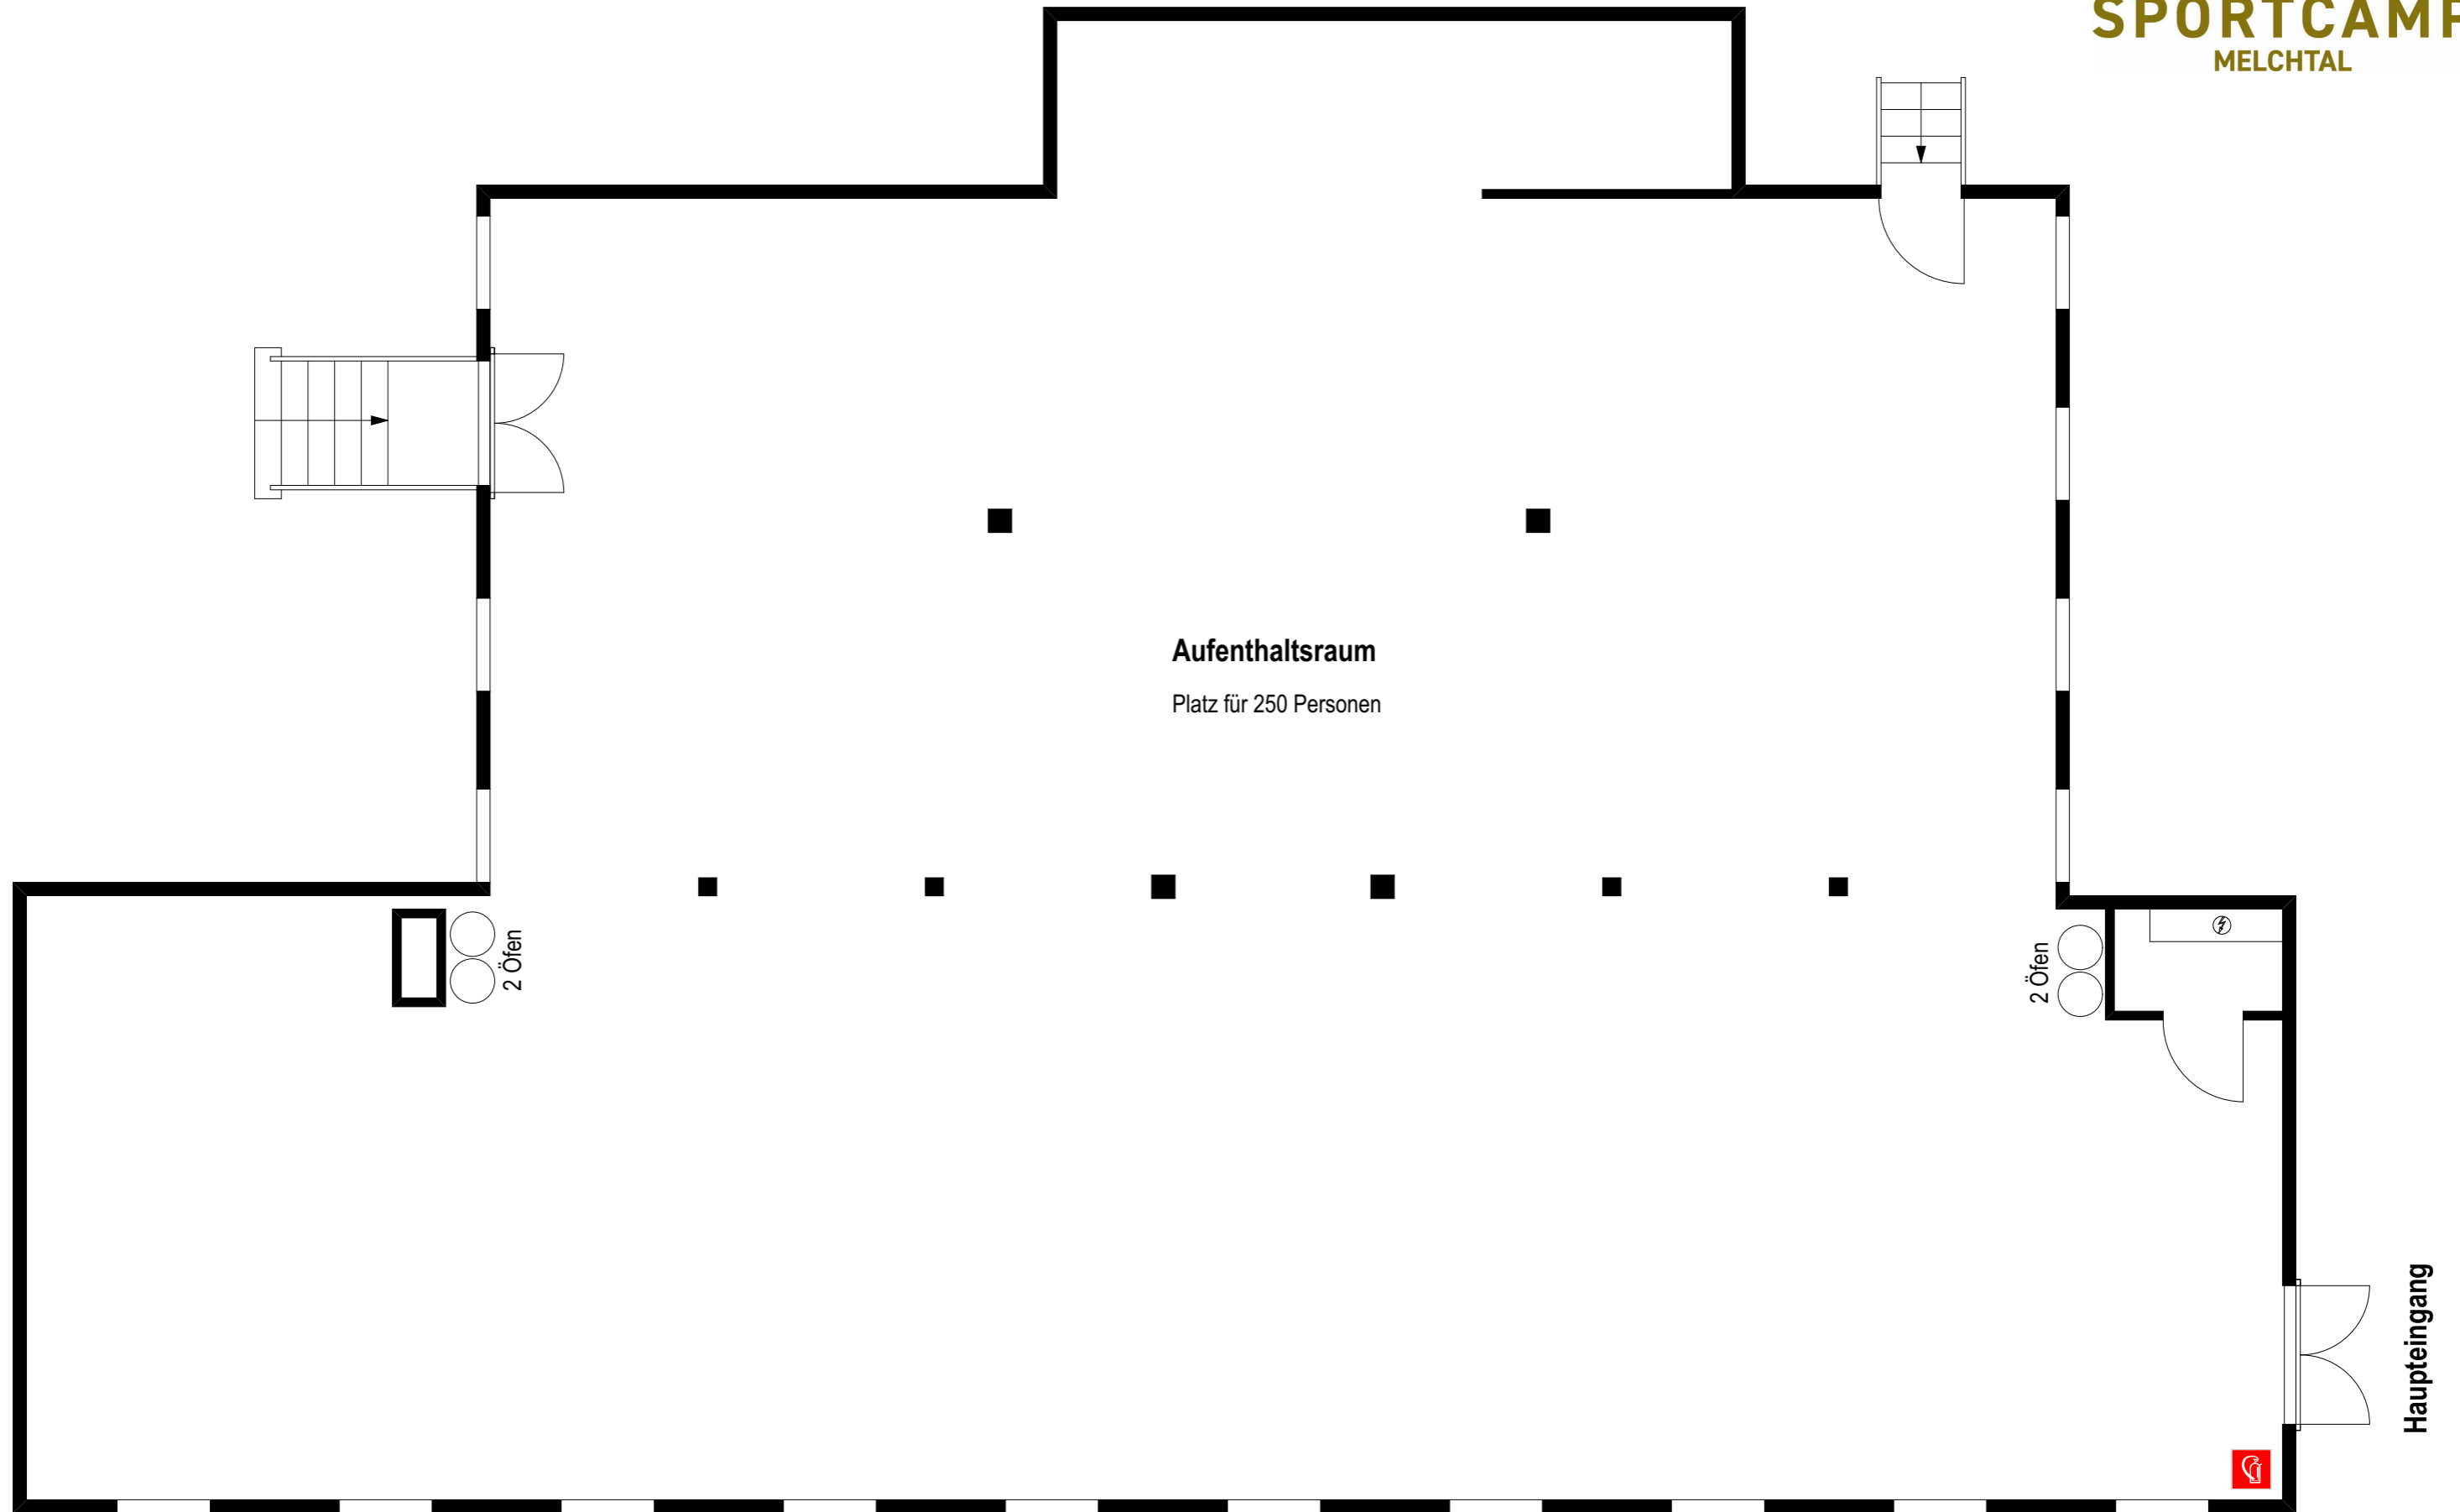 SPORTCAMP
MELCHTAL
Aufenthaltsraum
Platz für 250 Personen
2 Öfen
2 Öfen
Haupteingang